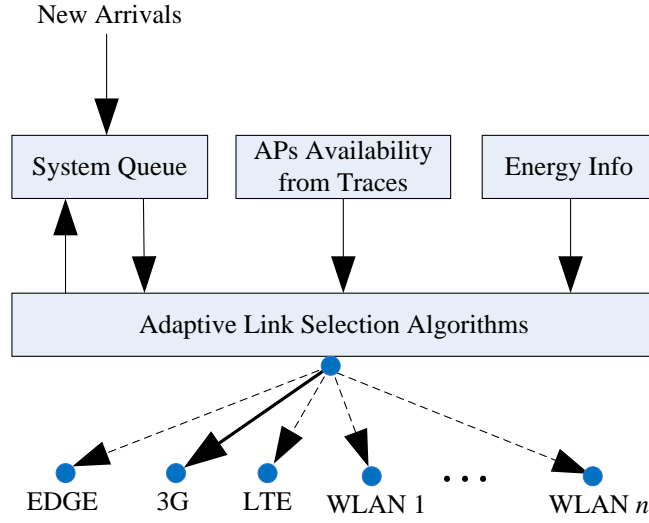 New Arrivals
System Queue
APs Availability
from Traces
Energy Info
Adaptive Link Selection Algorithms
EDGE
3G
LTE
WLAN 1
...
WLAN n